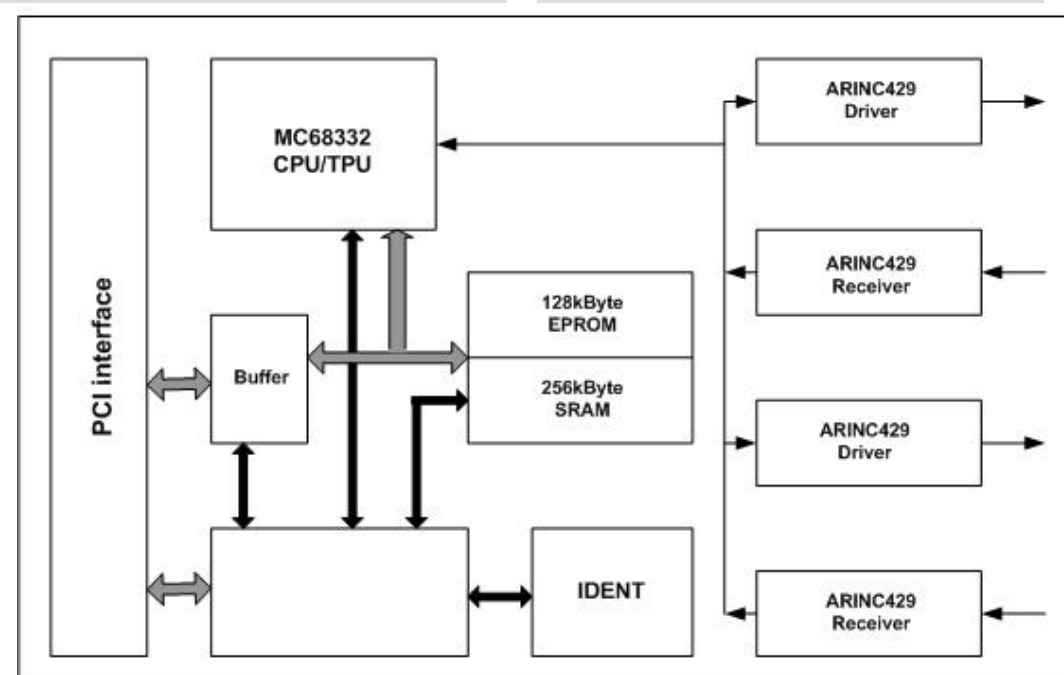 PCI interface
MC68332
CPU/TPU
Buffer
128kByte
EPROM
256kByte
SRAM
IDENT
ARINC429
Driver
ARINC429
Receiver
ARINC429
Driver
ARINC429
Receiver